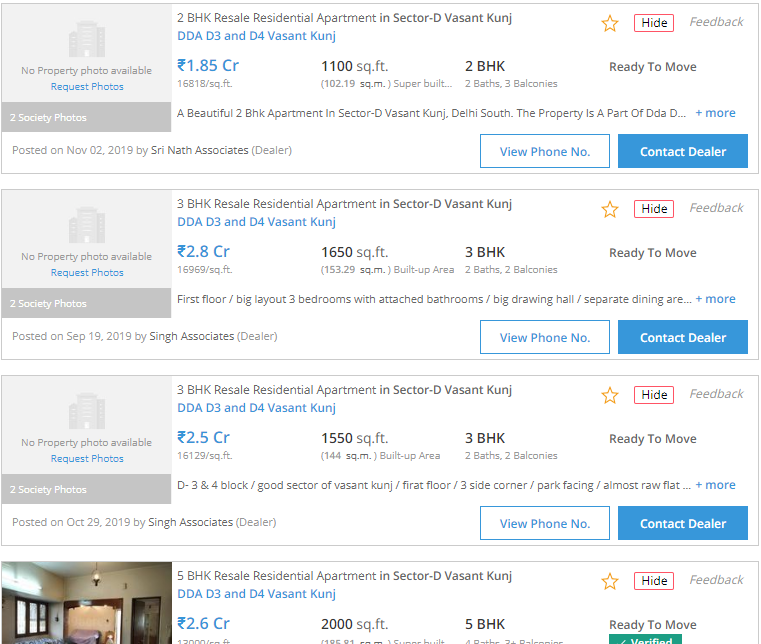 2 BHK Resale Residential Apartment in Sector-D Vasant Kunj
Hide
Feedback
DDA D3 and D4 Vasant Kunj
₹1.85 Cr
1100 sq.ft.
2 BHK
Ready To Move
16818/sq.ft.
(102.19 sq.m. ) Super built...
2 Baths, 3 Balconies
No Property photo available
Request Photos
2 Society Photos
A Beautiful 2 Bhk Apartment In Sector-D Vasant Kunj, Delhi South. The Property Is A Part Of Dda D... + more
Posted on Nov 02, 2019 by Sri Nath Associates (Dealer)
View Phone No.
Contact Dealer
3 BHK Resale Residential Apartment in Sector-D Vasant Kunj
Hide
Feedback
DDA D3 and D4 Vasant Kunj
₹2.8 Cr
1650 sq.ft.
3 BHK
Ready To Move
16969/sq.ft.
(153.29 sq.m. ) Built-up Area
2 Baths, 2 Balconies
No Property photo available
Request Photos
2 Society Photos
First floor / big layout 3 bedrooms with attached bathrooms / big drawing hall / separate dining are... + more
Posted on Sep 19, 2019 by Singh Associates (Dealer)
View Phone No.
Contact Dealer
3 BHK Resale Residential Apartment in Sector-D Vasant Kunj
Hide
Feedback
DDA D3 and D4 Vasant Kunj
₹2.5 Cr
1550 sq.ft.
3 BHK
Ready To Move
16129/sq.ft.
(144 sq.m. ) Built-up Area
2 Baths, 2 Balconies
No Property photo available
Request Photos
2 Society Photos
D- 3 & 4 block / good sector of vasant kunj / firat floor / 3 side corner / park facing / almost raw flat ... + more
Posted on Oct 29, 2019 by Singh Associates (Dealer)
View Phone No.
Contact Dealer
5 BHK Resale Residential Apartment in Sector-D Vasant Kunj
Hide
Feedback
DDA D3 and D4 Vasant Kunj
₹2.6 Cr
2000 sq.ft.
5 BHK
Ready To Move
13000/sq.ft.
(185.81 sq.m. ) Super built...
4 Baths, 3+ Balconies
✓ Verified